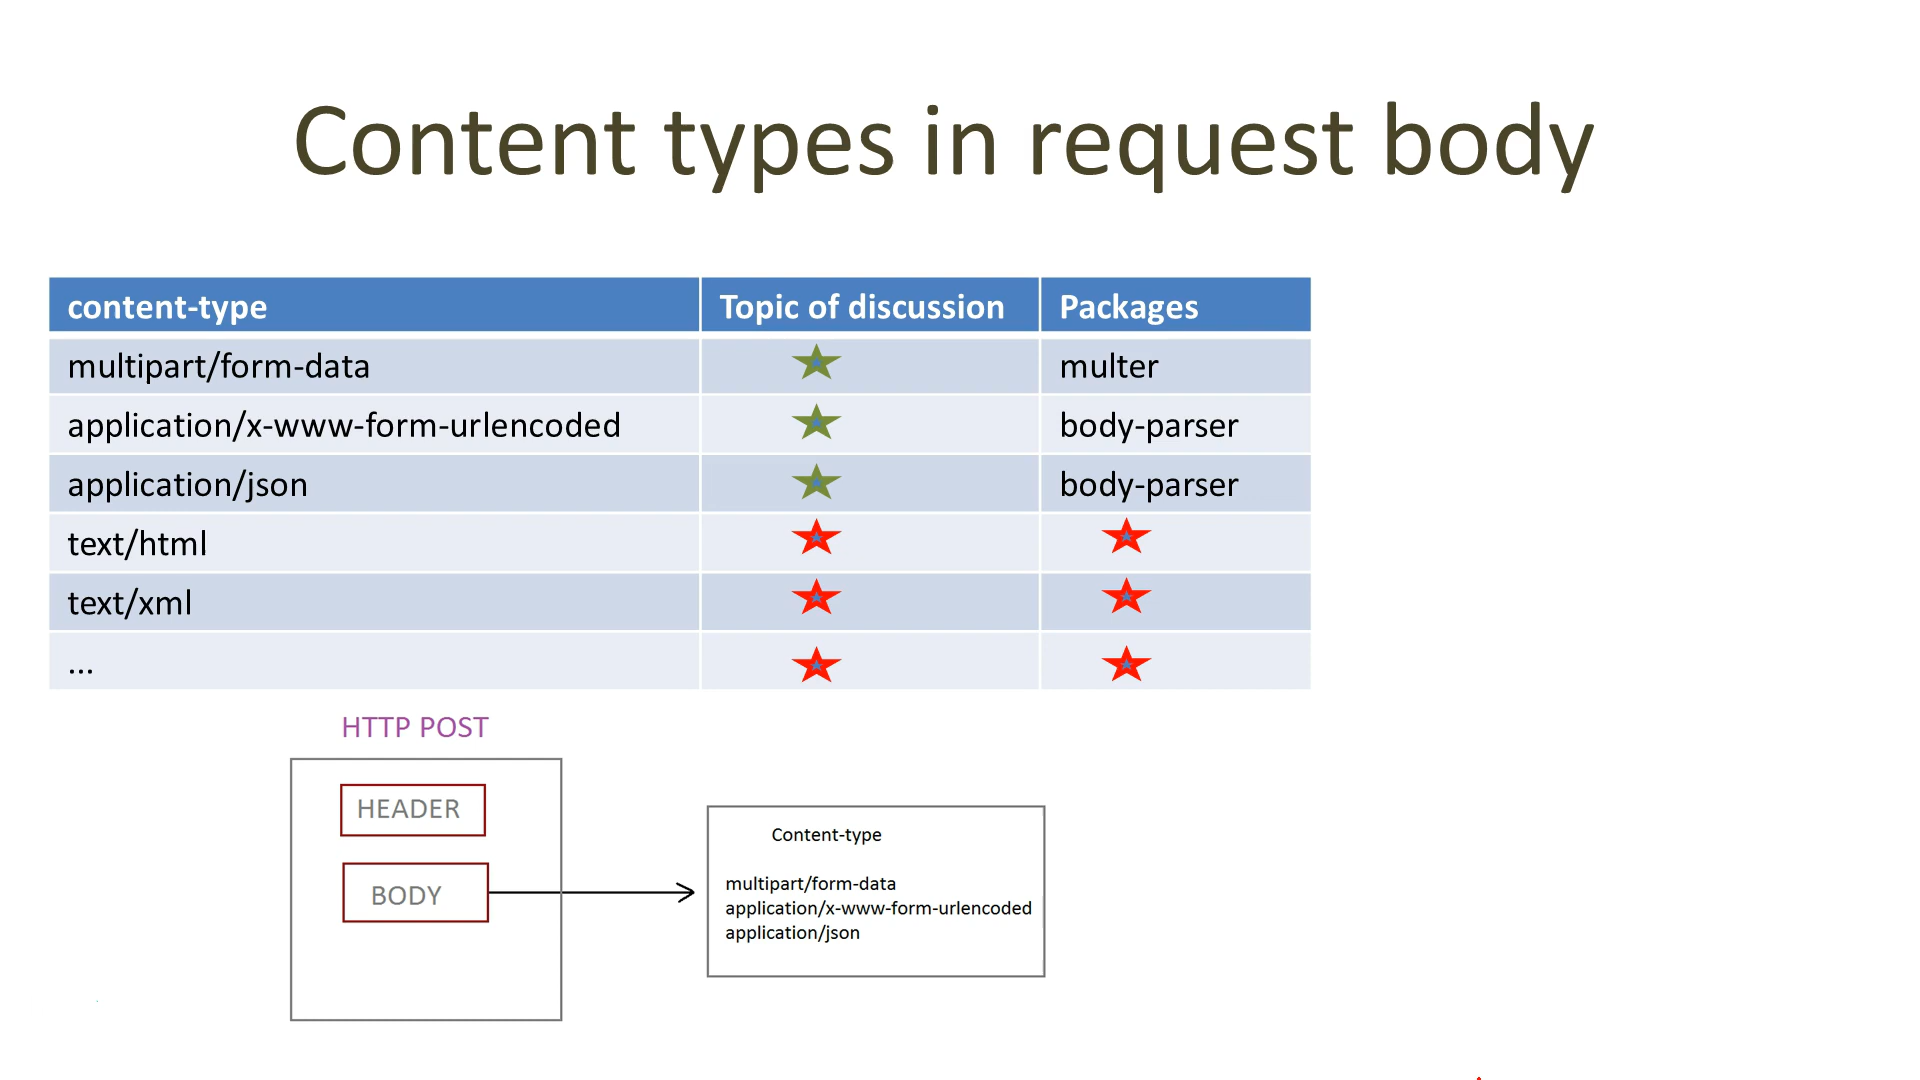 Content types in request body
content-type Topic of discussion Packages
multipart/form-data multer
application/x-www-form-urlencoded body-parser
application/json body-parser
text/html
text/xml
...
HTTP POST
HEADER
BODY
Content-type
multipart/form-data
application/x-www-form-urlencoded
application/json